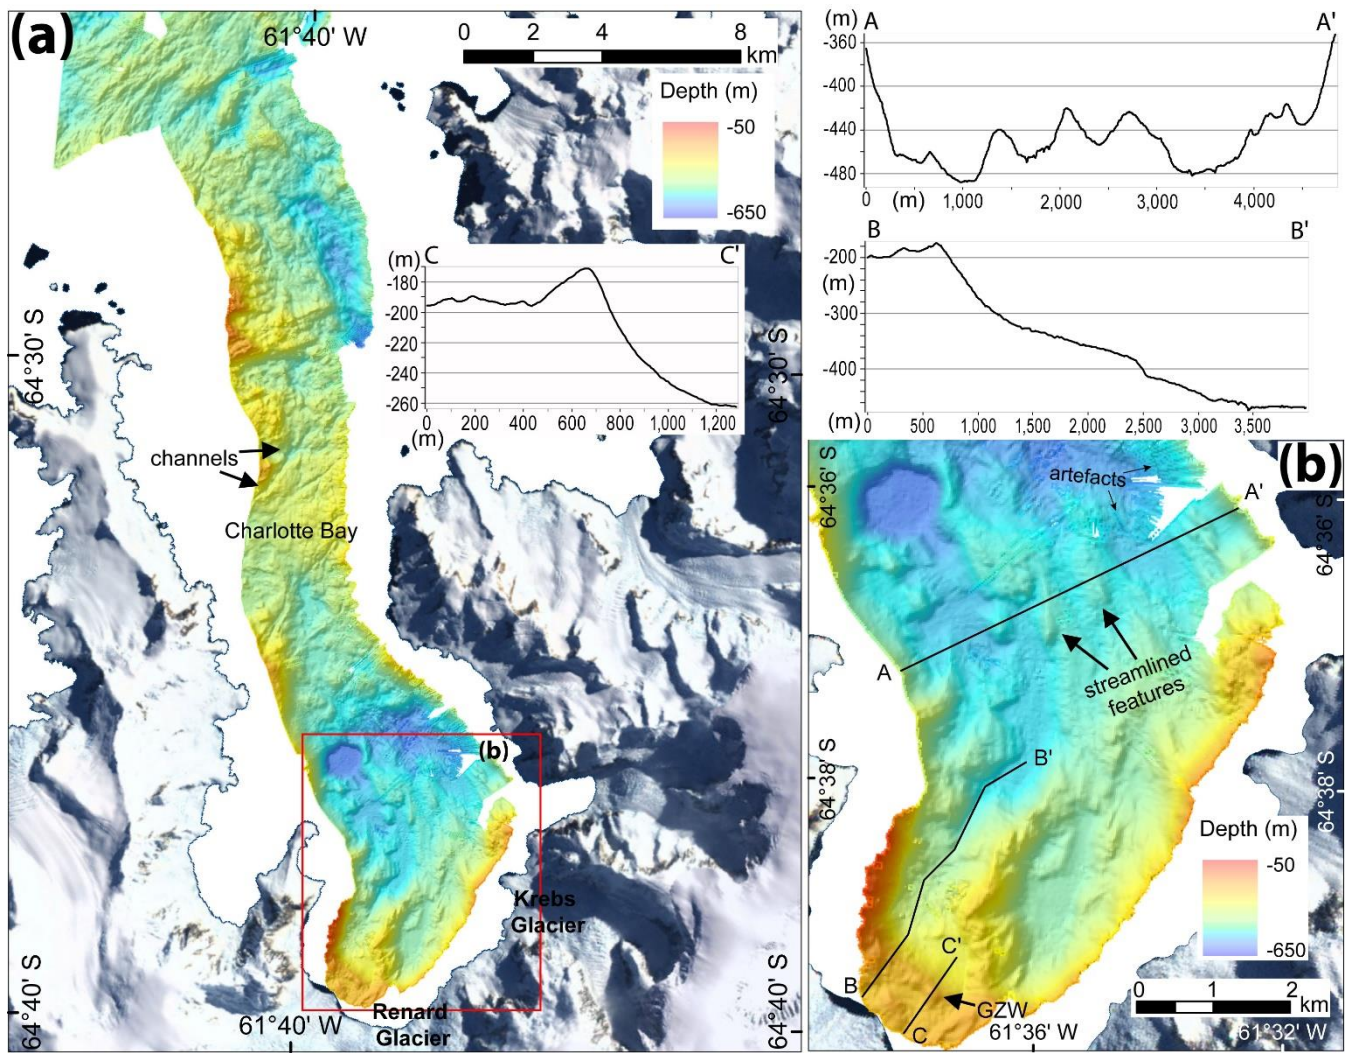 (a)
61°40' W
0 2 4 8
km
Depth (m)
-50
-650
64°30' S
64°30' S
(m) C C'
-180
-200
-220
-240
-260
0 200 400 600 800 1,000 1,200
(m)
channels
Charlotte Bay
(b)
Krebs
Glacier
Renard
Glacier
64°40' S
61°40' W
(m) A A'
-360
-400
-440
-480
0 (m) 1,000 2,000 3,000 4,000
B B'
-200
(m)
-300
-400
(m) 0 500 1,000 1,500 2,000 2,500 3,000 3,500
(b)
64°36' S
64°36' S
artefacts
A'
A
streamlined
features
B'
64°38' S
64°38' S
Depth (m)
-50
-650
C'
B
GZW
C
0 1 2
km
61°36' W
61°32' W